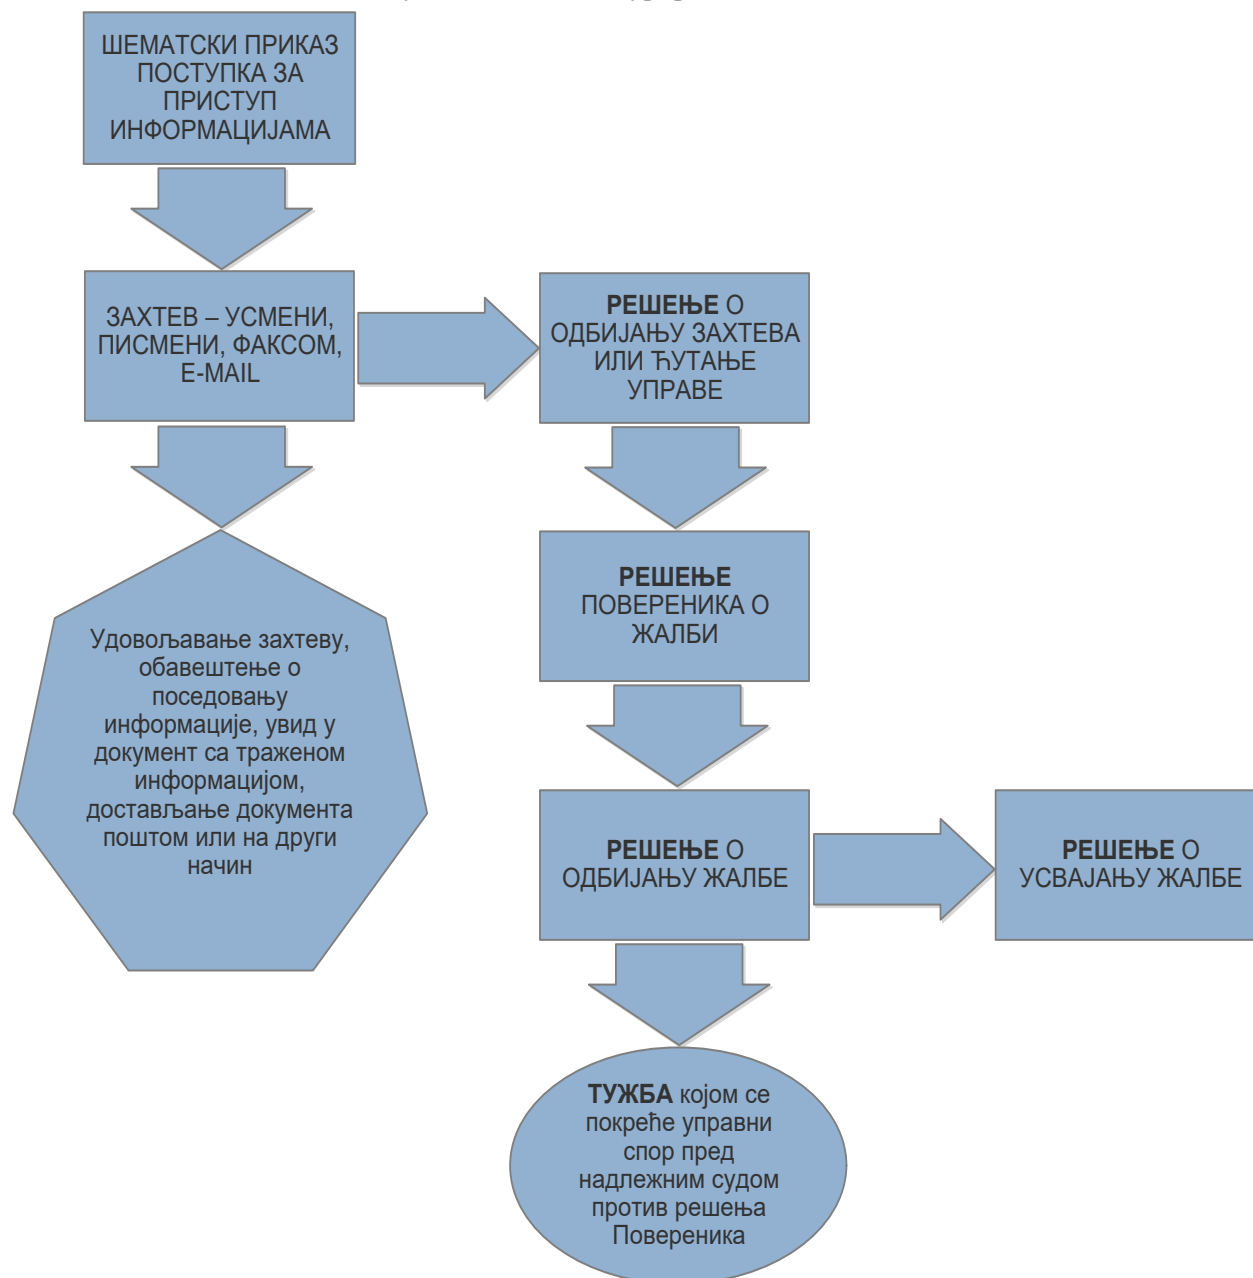 ШЕМАТСКИ ПРИКАЗ
ПОСТУПКА ЗА
ПРИСТУП
ИНФОРМАЦИЈАМА
ЗАХТЕВ – УСМЕНИ,
ПИСМЕНИ, ФАКСОМ,
E-MAIL
РЕШЕЊЕ О
ОДБИЈАЊУ ЗАХТЕВА
ИЛИ ЋУТАЊЕ
УПРАВЕ
РЕШЕЊЕ
ПОВЕРЕНИКА О
ЖАЛБИ
Удовољавање захтеву,
обавештење о
поседовању
информације, увид у
документ са траженом
информацијом,
достављање документа
поштом или на други
начин
РЕШЕЊЕ О
ОДБИЈАЊУ ЖАЛБЕ
РЕШЕЊЕ О
УСВАЈАЊУ ЖАЛБЕ
ТУЖБА којом се
покреће управни
спор пред
надлежним судом
против решења
Повереника